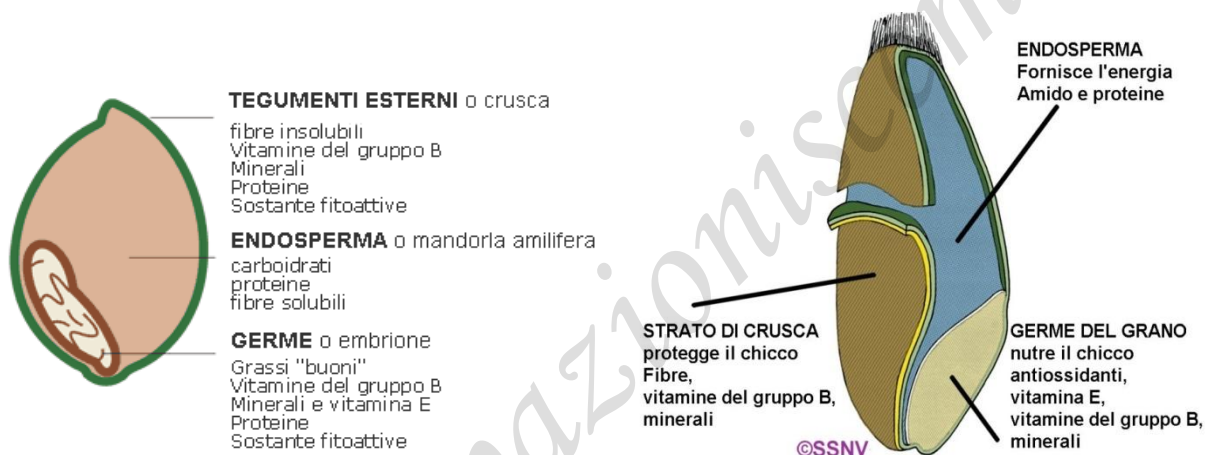 TEGUMENTI ESTERNI o crusca
fibre insolubili
Vitamine del gruppo B
Minerali
Proteine
Sostante fitoattive
ENDOSPERMA o mandorla amilifera
carboidrati
proteine
fibre solubili
GERME o embrione
Grassi "buoni"
Vitamine del gruppo B
Minerali e vitamina E
Proteine
Sostante fitoattive
ENDOSPERMA
Fornisce l'energia
Amido e proteine
STRATO DI CRUSCA
protegge il chicco
Fibre,
vitamine del gruppo B,
minerali
GERME DEL GRANO
nutre il chicco
antiossidanti,
vitamina E,
vitamine del gruppo B,
minerali
©SSNV